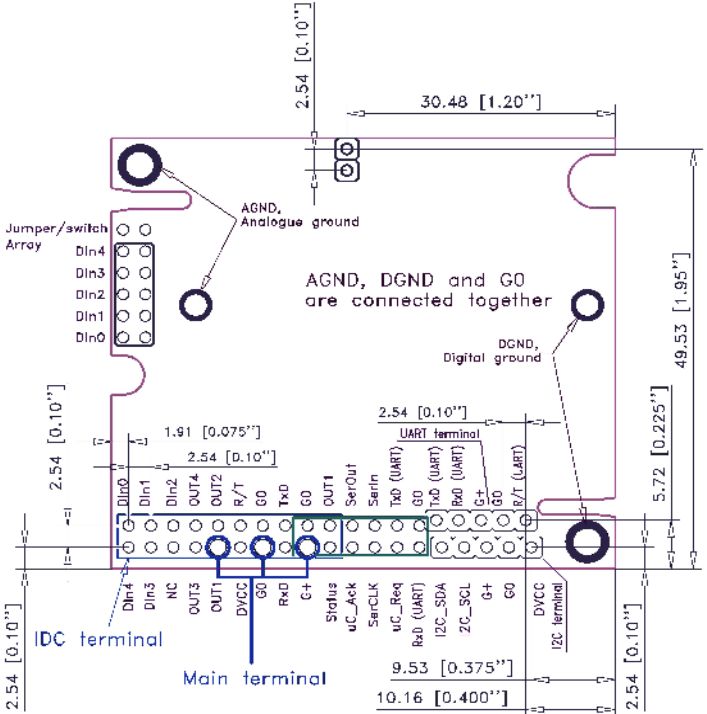 2.54 [0.10"]
30.48 [1.20"]
AGND,
Analogue ground
Jumper/switch
Array
DIn4
DIn3
DIn2
DIn1
DIn0
AGND, DGND and G0
are connected together
DGND,
Digital ground
49.53 [1.95"]
2.54 [0.10"]
1.91 [0.075"]
2.54 [0.10"]
2.54 [0.10"]
UART terminal
5.72 [0.225"]
DIn0
DIn1
DIn2
OUT4
OUT2
R/T
G0
TxD
G0
OUT1
SerOut
SerIn
TxD (UART)
G0
TxD (UART)
RxD (UART)
G+
G0
R/T (UART)
DIn4
DIn3
NC
OUT3
OUT1
DVCC
G0
RxD
G+
Status
uC_Ack
SerCLK
uC_Req
RxD (UART)
I2C_SDA
2C_SCL
G+
G0
DVCC
I2C terminal
2.54 [0.10"]
IDC terminal
Main terminal
9.53 [0.375"]
10.16 [0.400"]
2.54 [0.10"]